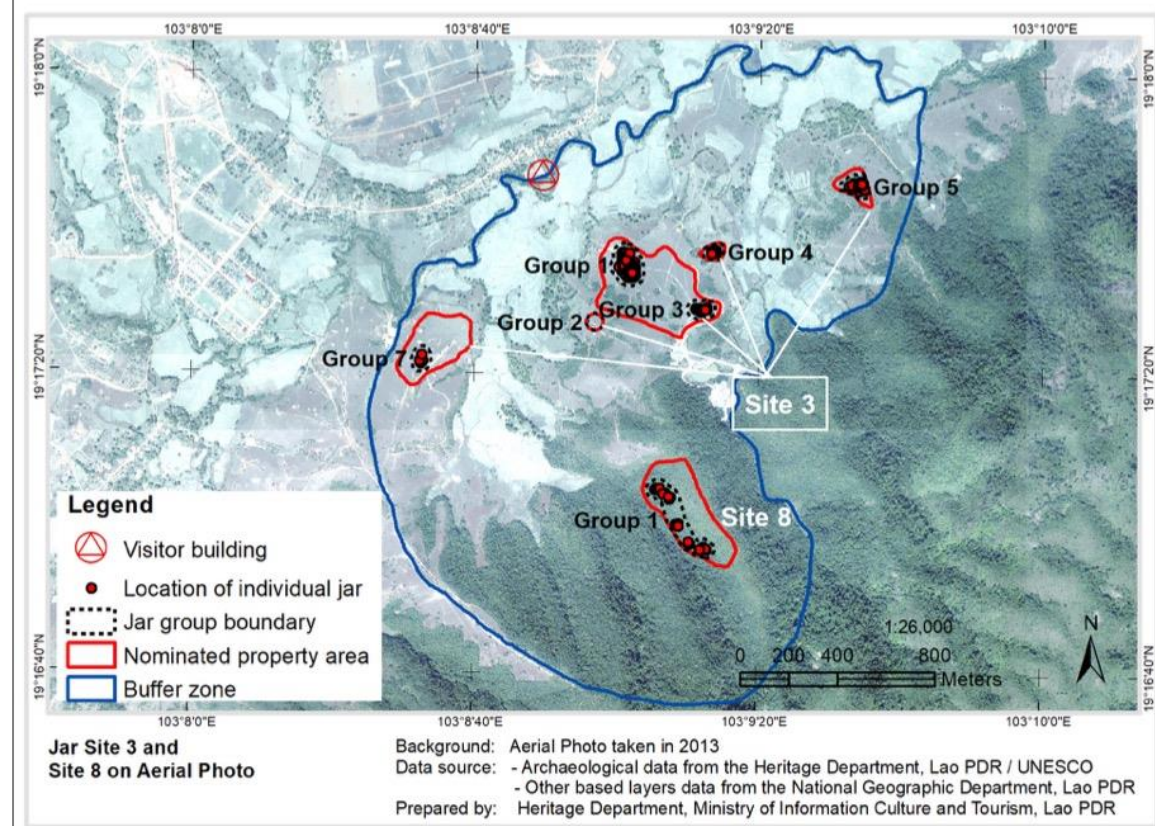 103°8'0"E 103°8'40"E 103°9'20"E 103°10'0"E
19°18'0"N
19°18'0"N
Group 5
Group 4
Group 1
Group 3
Group 2
Group 7
19°17'20"N
19°17'20"N
Site 3
Group 1
Site 8
Legend
Visitor building
Location of individual jar
Jar group boundary
Nominated property area
Buffer zone
1:26,000
N
0 200 400 800
Meters
19°16'40"N
19°16'40"N
103°8'0"E 103°8'40"E 103°9'20"E 103°10'0"E
Jar Site 3 and
Site 8 on Aerial Photo
Background: Aerial Photo taken in 2013
Data source: - Archaeological data from the Heritage Department, Lao PDR / UNESCO
- Other based layers data from the National Geographic Department, Lao PDR
Prepared by: Heritage Department, Ministry of Information Culture and Tourism, Lao PDR